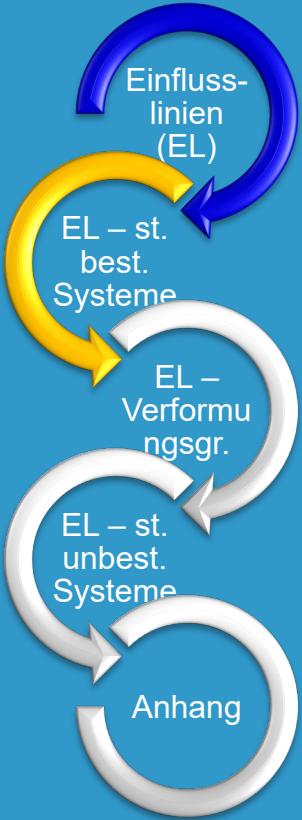 Einfluss-
linien
(EL)
EL – st.
best.
Systeme
EL –
Verformu
ngsgr.
EL – st.
unbest.
Systeme
Anhang